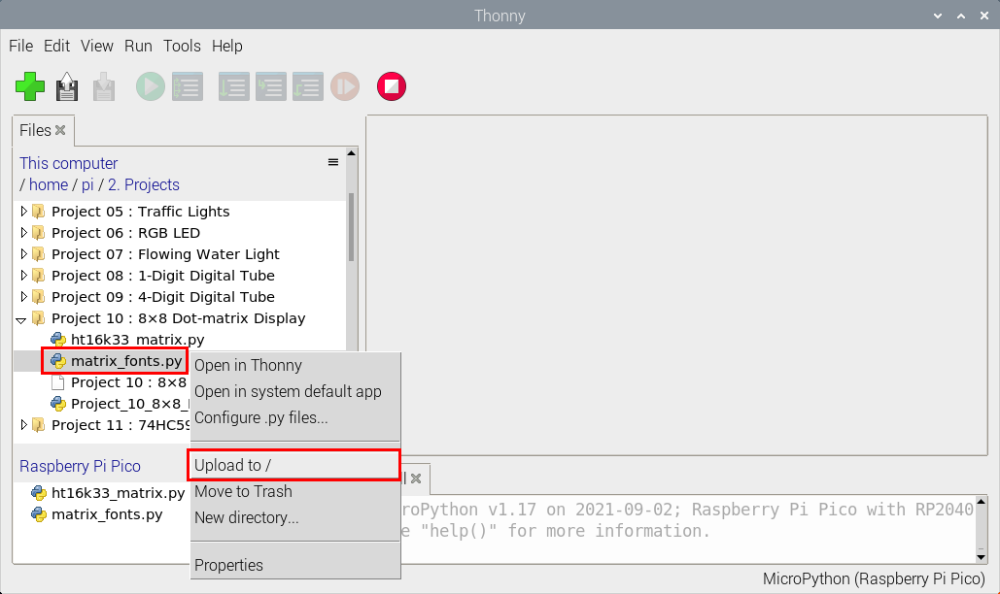 Thonny
File Edit View Run Tools Help
Files
This computer
/ home / pi / 2. Projects
Project 05 : Traffic Lights
Project 06 : RGB LED
Project 07 : Flowing Water Light
Project 08 : 1-Digit Digital Tube
Project 09 : 4-Digit Digital Tube
Project 10 : 8×8 Dot-matrix Display
ht16k33_matrix.py
matrix_fonts.py
Project 10 : 8×8
Project_10_8×8_
Project 11 : 74HC59
Open in Thonny
Open in system default app
Configure .py files...
Upload to /
Move to Trash
New directory...
Properties
Raspberry Pi Pico
ht16k33_matrix.py
matrix_fonts.py
roPython v1.17 on 2021-09-02; Raspberry Pi Pico with RP2040
e "help()" for more information.
MicroPython (Raspberry Pi Pico)